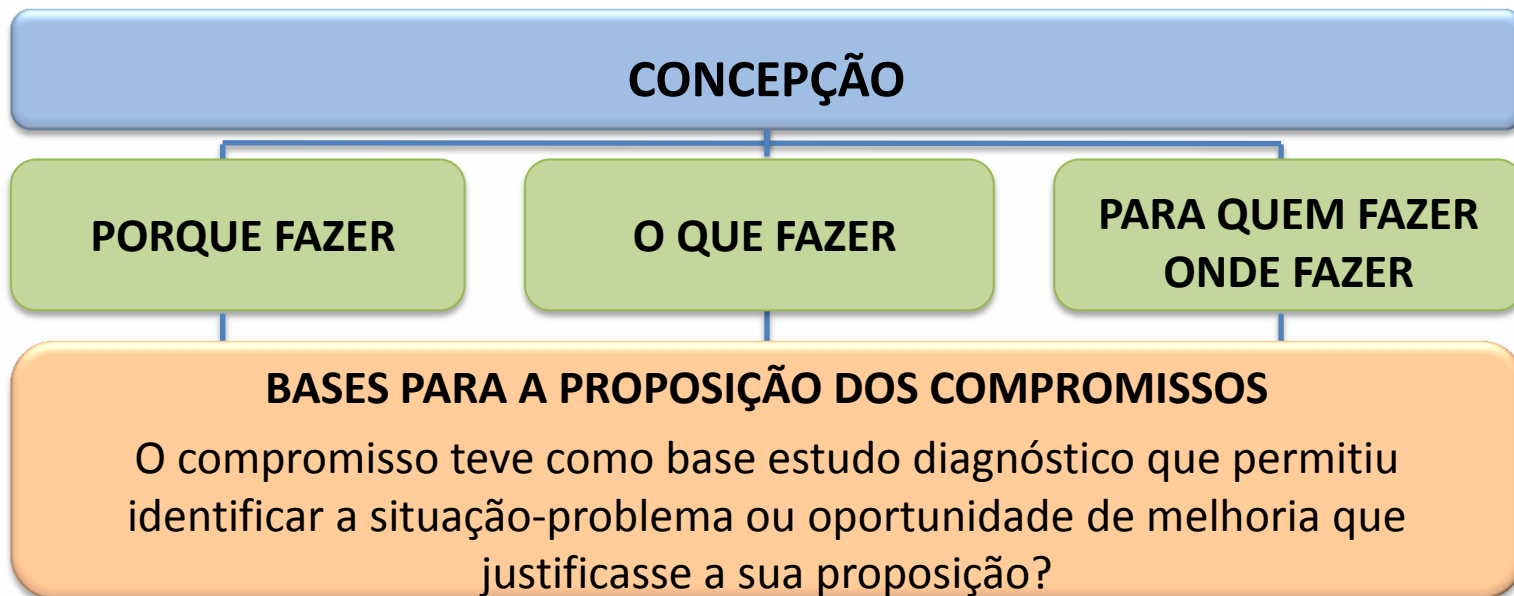 CONCEPÇÃO
PORQUE FAZER
O QUE FAZER
PARA QUEM FAZER
ONDE FAZER
BASES PARA A PROPOSIÇÃO DOS COMPROMISSOS
O compromisso teve como base estudo diagnóstico que permitiu
identificar a situação-problema ou oportunidade de melhoria que
justificasse a sua proposição?